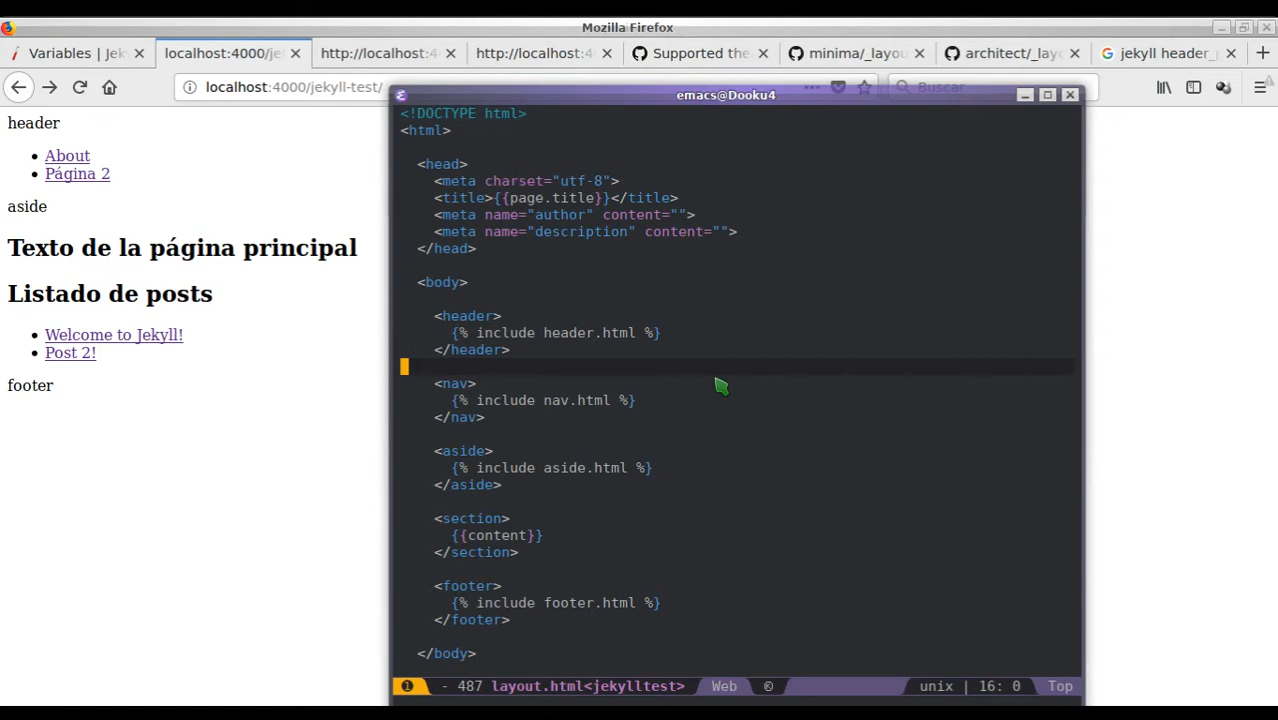 Mozilla Firefox
Variables | Jek
localhost:4000/je
http://localhost:4
http://localhost:4
Supported the
minima/_layou
architect/_layo
jekyll header_
localhost:4000/jekyll-test/
Buscar
header
About
Página 2
aside
Texto de la página principal
Listado de posts
Welcome to Jekyll!
Post 2!
footer
emacs@Dooku4
<!DOCTYPE html>
<html>
<head>
<meta charset="utf-8">
<title>{{page.title}}</title>
<meta name="author" content="">
<meta name="description" content="">
</head>
<body>
<header>
{% include header.html %}
</header>
<nav>
{% include nav.html %}
</nav>
<aside>
{% include aside.html %}
</aside>
<section>
{{content}}
</section>
<footer>
{% include footer.html %}
</footer>
</body>
❶ - 487 layout.html<jekylltest> Web © unix | 16: 0 Top